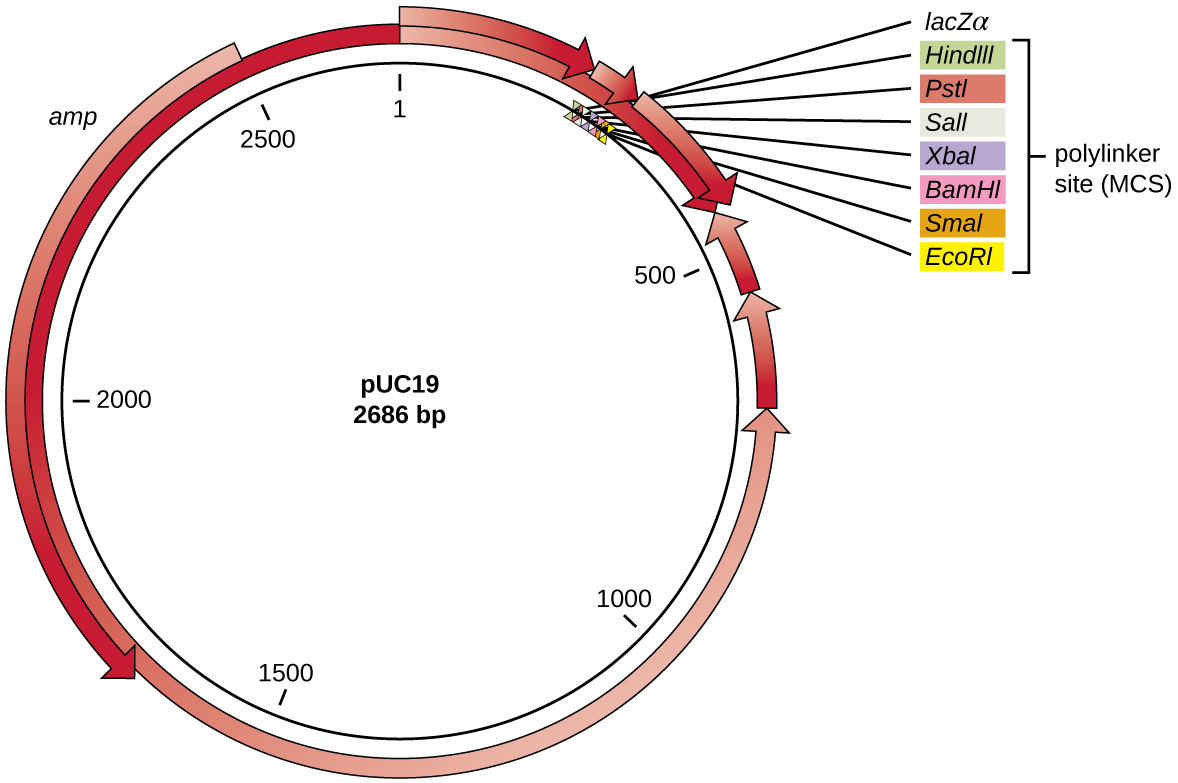 lacZα
HindIII
PstI
SalI
XbaI
BamHI
SmaI
EcoRI
polylinker
site (MCS)
amp
1
2500
500
2000
pUC19
2686 bp
1000
1500